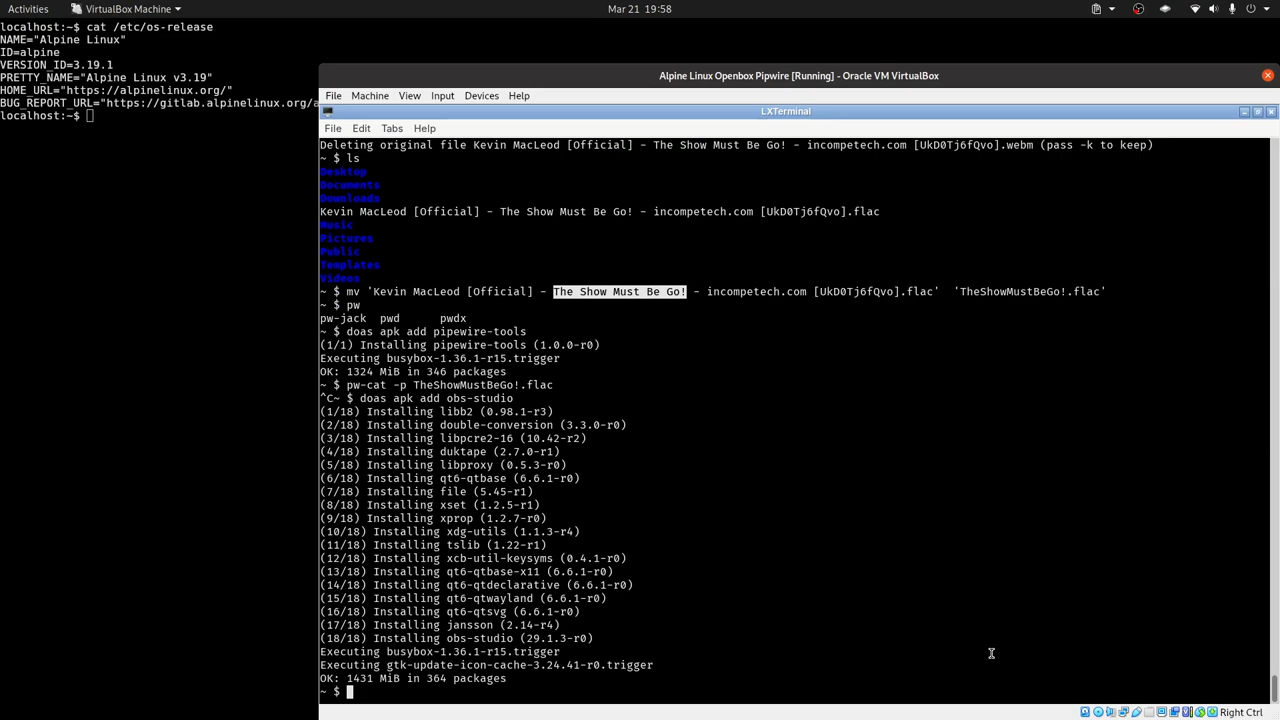 Activities
VirtualBox Machine
Mar 21 19:58
localhost:~$ cat /etc/os-release
NAME="Alpine Linux"
ID=alpine
VERSION_ID=3.19.1
PRETTY_NAME="Alpine Linux v3.19"
HOME_URL="https://alpinelinux.org/"
BUG_REPORT_URL="https://gitlab.alpinelinux.org/a
localhost:~$
Alpine Linux Openbox Pipwire [Running] - Oracle VM VirtualBox
File Machine View Input Devices Help
LXTerminal
File Edit Tabs Help
Deleting original file Kevin MacLeod [Official] - The Show Must Be Go! - incompetech.com [UkD0Tj6fQvo].webm (pass -k to keep)
~ $ ls
Desktop
Documents
Downloads
Kevin MacLeod [Official] - The Show Must Be Go! - incompetech.com [UkD0Tj6fQvo].flac
Music
Pictures
Public
Templates
Videos
~ $ mv 'Kevin MacLeod [Official] - The Show Must Be Go! - incompetech.com [UkD0Tj6fQvo].flac'  'TheShowMustBeGo!.flac'
~ $ pw
pw-jack  pwd      pwdx
~ $ doas apk add pipewire-tools
(1/1) Installing pipewire-tools (1.0.0-r0)
Executing busybox-1.36.1-r15.trigger
OK: 1324 MiB in 346 packages
~ $ pw-cat -p TheShowMustBeGo!.flac
^C~ $ doas apk add obs-studio
(1/18) Installing libb2 (0.98.1-r3)
(2/18) Installing double-conversion (3.3.0-r0)
(3/18) Installing libpcre2-16 (10.42-r2)
(4/18) Installing duktape (2.7.0-r1)
(5/18) Installing libproxy (0.5.3-r0)
(6/18) Installing qt6-qtbase (6.6.1-r0)
(7/18) Installing file (5.45-r1)
(8/18) Installing xset (1.2.5-r1)
(9/18) Installing xprop (1.2.7-r0)
(10/18) Installing xdg-utils (1.1.3-r4)
(11/18) Installing tslib (1.22-r1)
(12/18) Installing xcb-util-keysyms (0.4.1-r0)
(13/18) Installing qt6-qtbase-x11 (6.6.1-r0)
(14/18) Installing qt6-qtdeclarative (6.6.1-r0)
(15/18) Installing qt6-qtwayland (6.6.1-r0)
(16/18) Installing qt6-qtsvg (6.6.1-r0)
(17/18) Installing jansson (2.14-r4)
(18/18) Installing obs-studio (29.1.3-r0)
Executing busybox-1.36.1-r15.trigger
Executing gtk-update-icon-cache-3.24.41-r0.trigger
OK: 1431 MiB in 364 packages
~ $
Right Ctrl